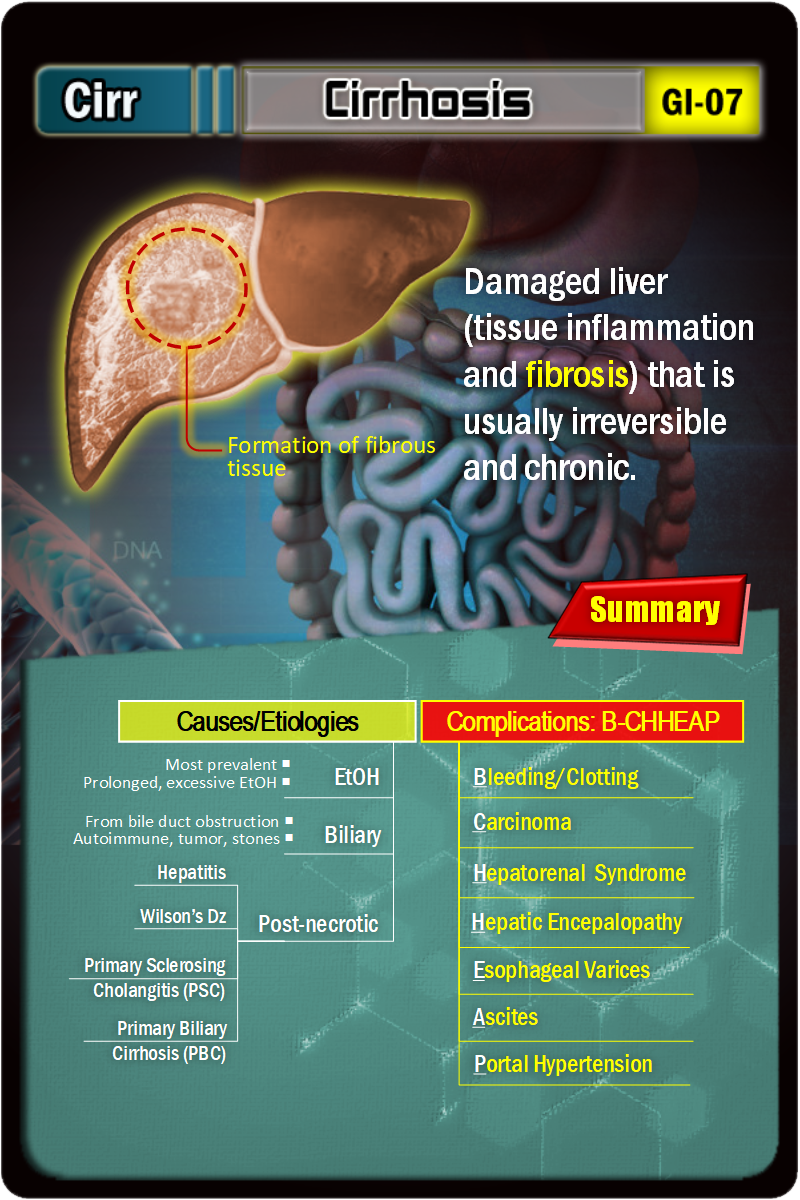 Cirr
Cirrhosis
GI-07
Damaged liver
(tissue inflammation
and fibrosis) that is
usually irreversible
and chronic.
Formation of fibrous
tissue
DNA
Summary
Causes/Etiologies
Most prevalent ▪
Prolonged, excessive EtOH ▪
EtOH
From bile duct obstruction ▪
Autoimmune, tumor, stones ▪
Biliary
Post-necrotic
Hepatitis
Wilson's Dz
Primary Sclerosing
Cholangitis (PSC)
Primary Biliary
Cirrhosis (PBC)
Complications: B-CHHEAP
Bleeding/Clotting
Carcinoma
Hepatorenal Syndrome
Hepatic Encepalopathy
Esophageal Varices
Ascites
Portal Hypertension